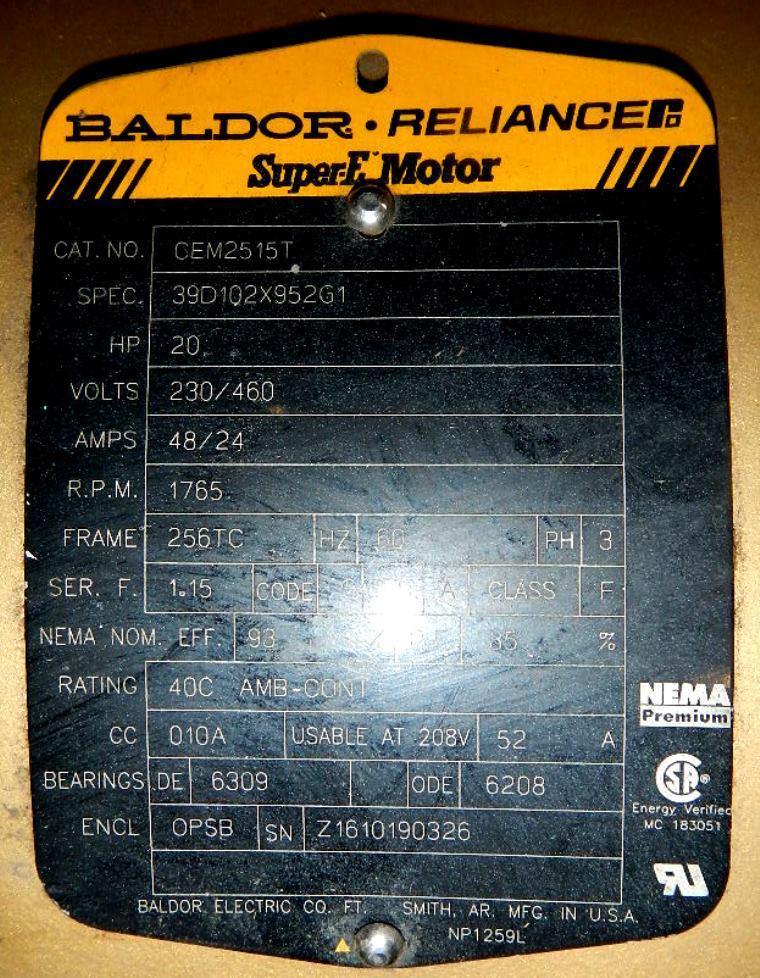 BALDOR • RELIANCE
Super-E Motor
CAT. NO. CEM2515T
SPEC. 39D102X952G1
HP 20
VOLTS 230/460
AMPS 48/24
R.P.M. 1765
FRAME 256TC HZ 60 PH 3
SER. F. 1.15 CODE A CLASS F
NEMA NOM. EFF. 93 85 %
RATING 40C AMB-CONT
CC 010A USABLE AT 208V 52 A
BEARINGS DE 6309 ODE 6208
ENCL OPSB SN Z1610190326
NEMA
Premium
SP®
Energy Verified
MC 183051
BALDOR ELECTRIC CO. FT. SMITH, AR. MFG. IN U.S.A.
NP1259L